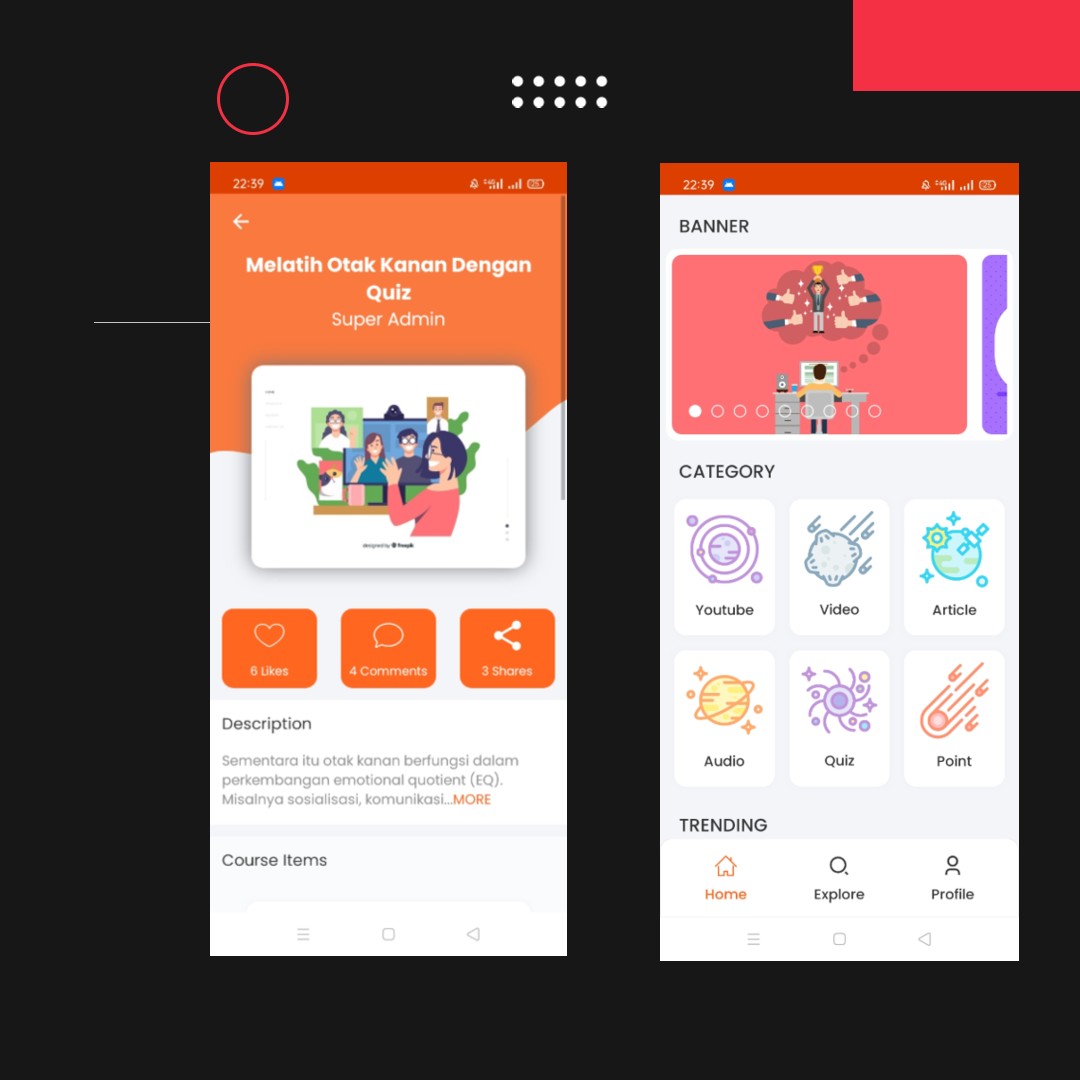 22:39
Melatih Otak Kanan Dengan
Quiz
Super Admin
designed by freepik
6 Likes
4 Comments
3 Shares
Description
Sementara itu otak kanan berfungsi dalam
perkembangan emotional quotient (EQ).
Misalnya sosialisasi, komunikasi...MORE
Course Items
22:39
BANNER
CATEGORY
Youtube
Video
Article
Audio
Quiz
Point
TRENDING
Home
Explore
Profile